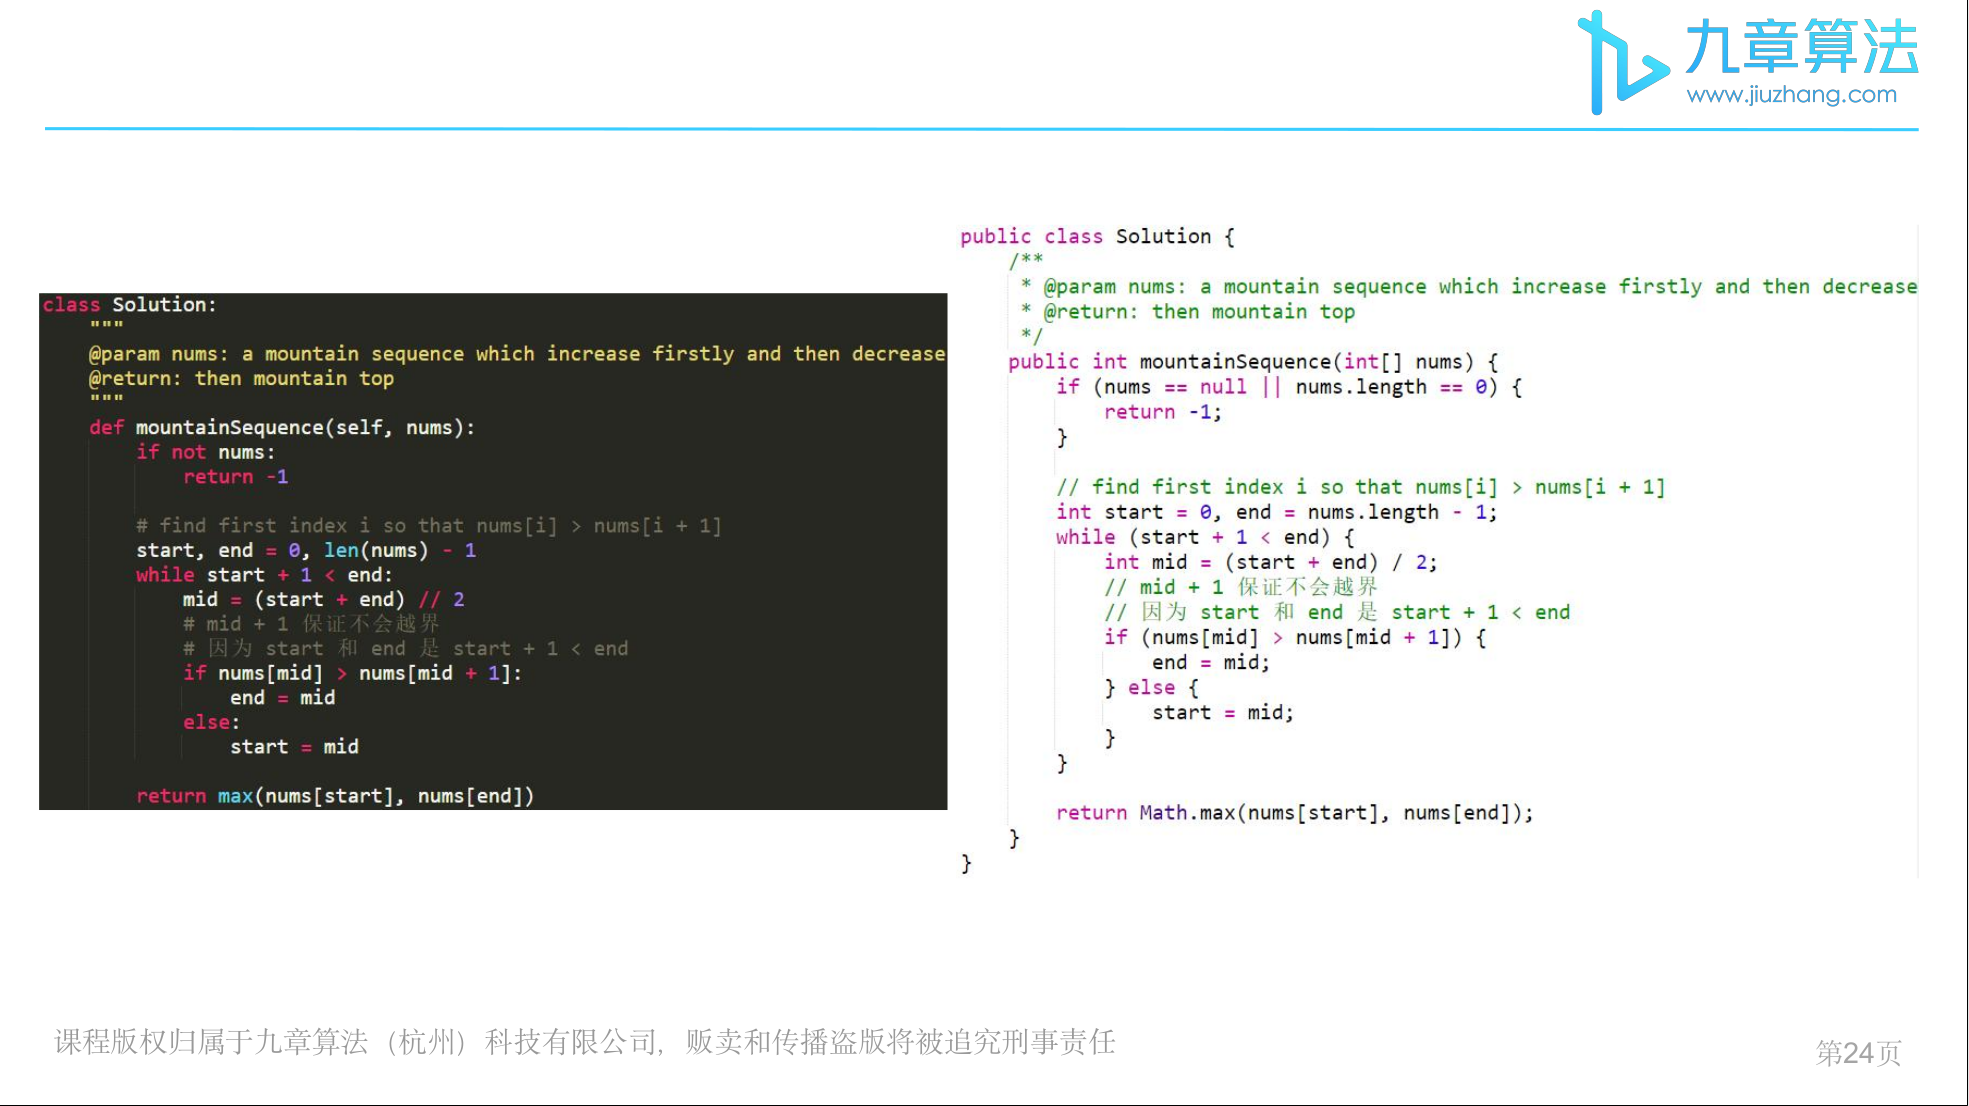 九章算法
www.jiuzhang.com
class Solution:
    """
    @param nums: a mountain sequence which increase firstly and then decrease
    @return: then mountain top
    """
    def mountainSequence(self, nums):
        if not nums:
            return -1

        # find first index i so that nums[i] > nums[i + 1]
        start, end = 0, len(nums) - 1
        while start + 1 < end:
            mid = (start + end) // 2
            # mid + 1 保证不会越界
            # 因为 start 和 end 是 start + 1 < end
            if nums[mid] > nums[mid + 1]:
                end = mid
            else:
                start = mid

        return max(nums[start], nums[end])
public class Solution {
    /**
     * @param nums: a mountain sequence which increase firstly and then decrease
     * @return: then mountain top
     */
    public int mountainSequence(int[] nums) {
        if (nums == null || nums.length == 0) {
            return -1;
        }

        // find first index i so that nums[i] > nums[i + 1]
        int start = 0, end = nums.length - 1;
        while (start + 1 < end) {
            int mid = (start + end) / 2;
            // mid + 1 保证不会越界
            // 因为 start 和 end 是 start + 1 < end
            if (nums[mid] > nums[mid + 1]) {
                end = mid;
            } else {
                start = mid;
            }
        }

        return Math.max(nums[start], nums[end]);
    }
}
课程版权归属于九章算法（杭州）科技有限公司，贩卖和传播盗版将被追究刑事责任
第24页